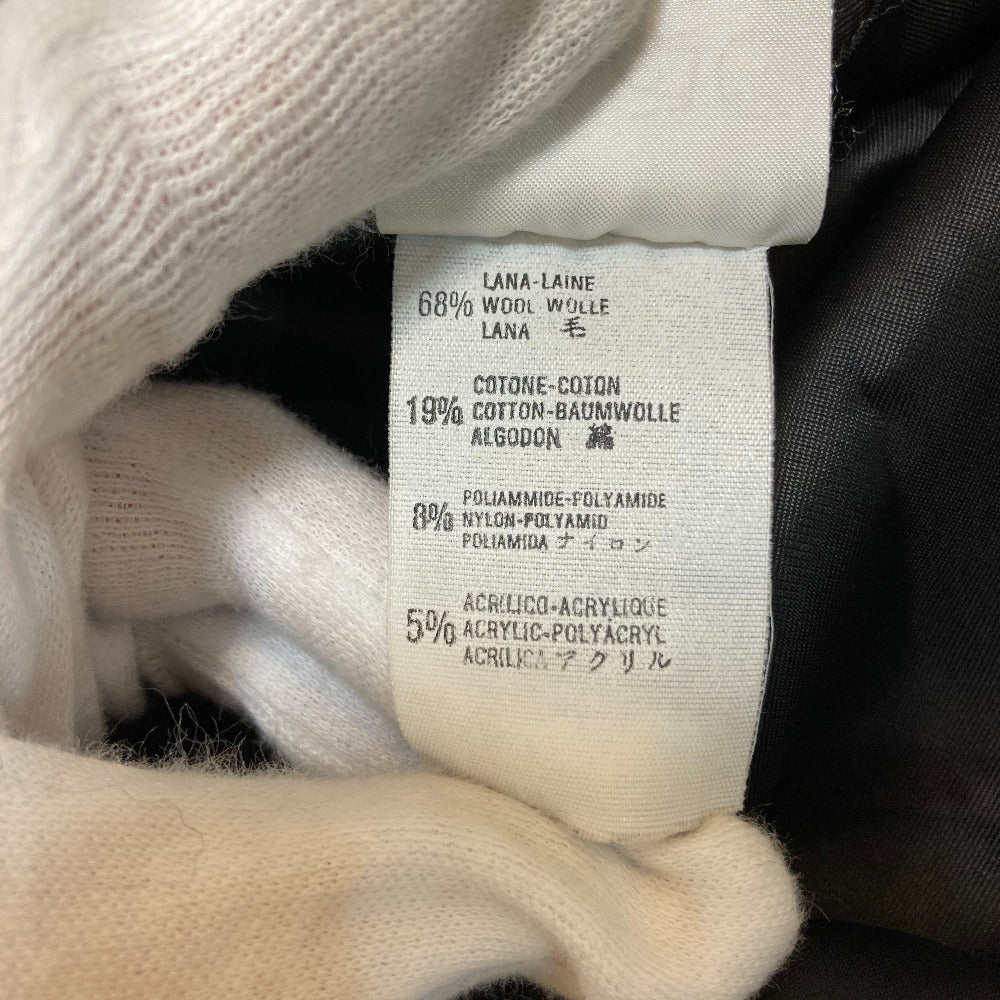 LANA-LAINE
68% WOOL WOLLE
LANA 毛
COTONE-COTON
19% COTTON-BAUMWOLLE
ALGODON 綿
POLIAMMIDE-POLYAMIDE
8% NYLON-POLYAMID
POLIAMIDA ナイロン
ACRILICO-ACRYLIQUE
5% ACRYLIC-POLYACRYL
ACRILICA アクリル